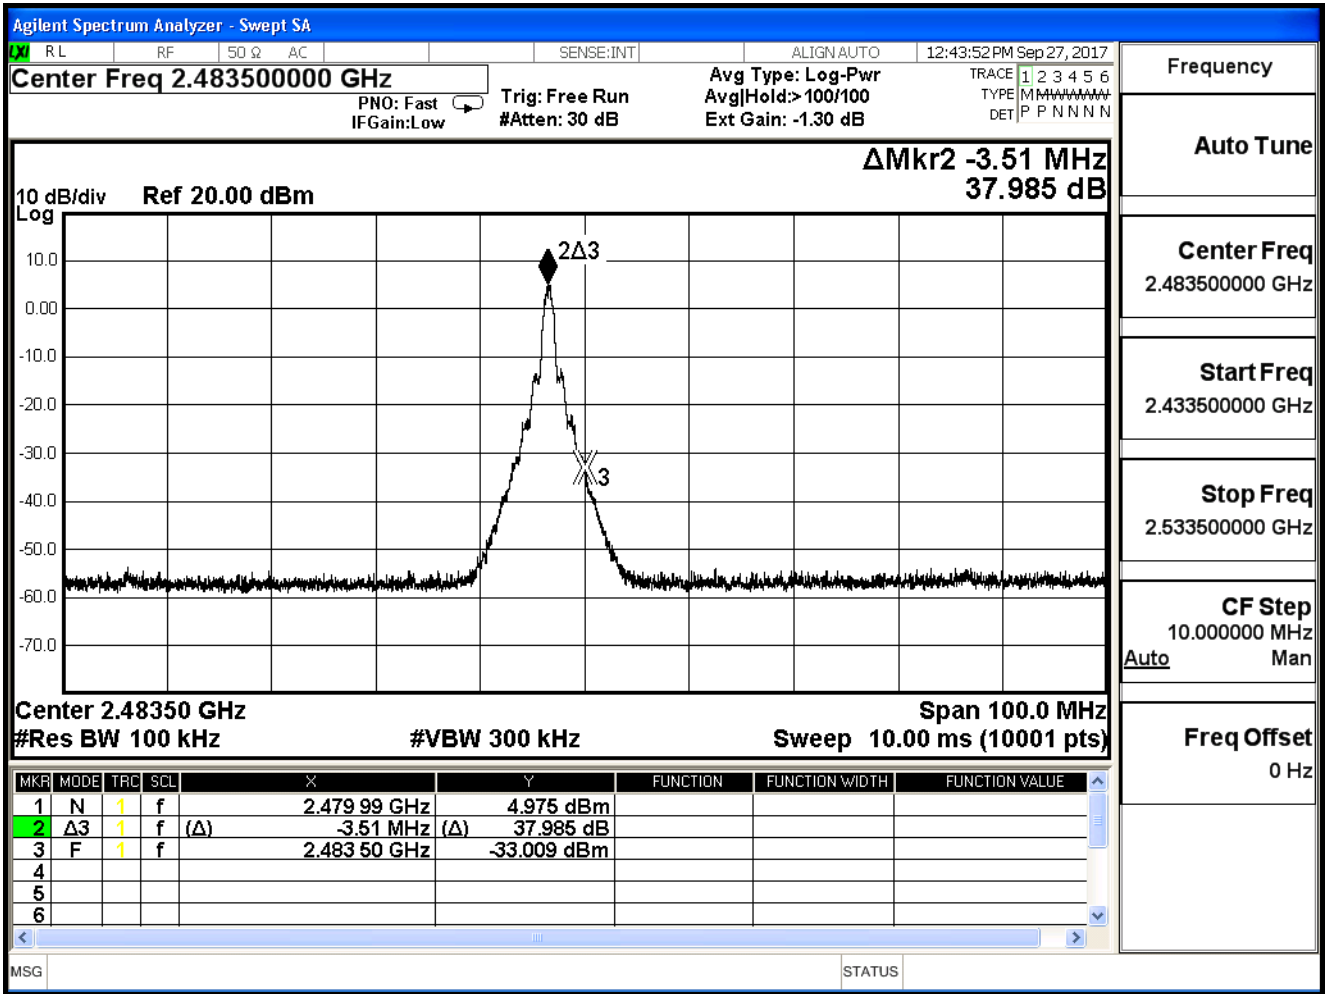 Agilent Spectrum Analyzer - Swept SA
LXI RL RF 50 Ω AC SENSE:INT ALIGN AUTO 12:43:52 PM Sep 27, 2017
Center Freq 2.483500000 GHz
PNO: Fast
IFGain:Low
Trig: Free Run
#Atten: 30 dB
Avg Type: Log-Pwr
Avg|Hold:>100/100
Ext Gain: -1.30 dB
TRACE 1 2 3 4 5 6
TYPE M M W W W W
DET P P N N N N
ΔMkr2 -3.51 MHz
37.985 dB
10 dB/div Ref 20.00 dBm
Log
10.0
0.00
-10.0
-20.0
-30.0
-40.0
-50.0
-60.0
-70.0
2Δ3
3
Center 2.48350 GHz Span 100.0 MHz
#Res BW 100 kHz #VBW 300 kHz Sweep 10.00 ms (10001 pts)
MKR MODE TRC SCL X Y FUNCTION FUNCTION WIDTH FUNCTION VALUE
1 N 1 f 2.479 99 GHz 4.975 dBm
2 Δ3 1 f (Δ) -3.51 MHz (Δ) 37.985 dB
3 F 1 f 2.483 50 GHz -33.009 dBm
4
5
6
MSG STATUS
Frequency
Auto Tune
Center Freq
2.483500000 GHz
Start Freq
2.433500000 GHz
Stop Freq
2.533500000 GHz
CF Step
10.000000 MHz
Auto Man
Freq Offset
0 Hz